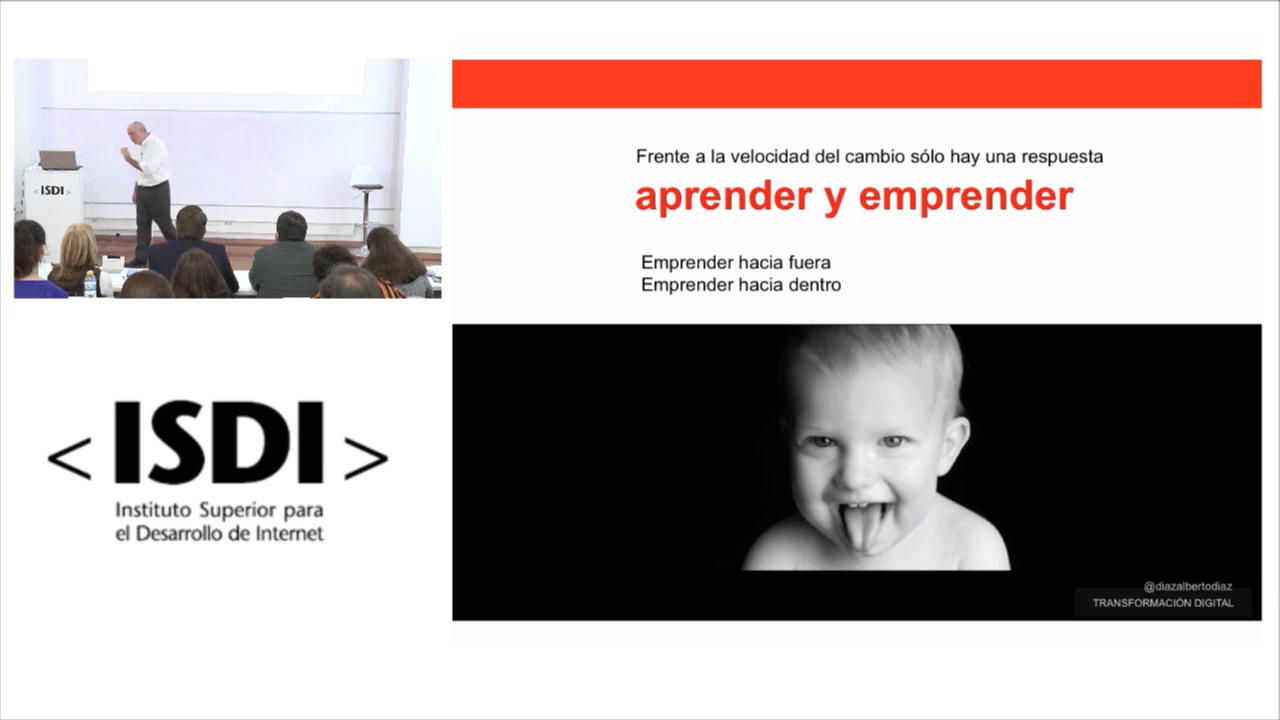 <ISDI>
Frente a la velocidad del cambio sólo hay una respuesta
aprender y emprender
Emprender hacia fuera
Emprender hacia dentro
<ISDI>
Instituto Superior para
el Desarrollo de Internet
@diazalbertodiaz
TRANSFORMACIÓN DIGITAL